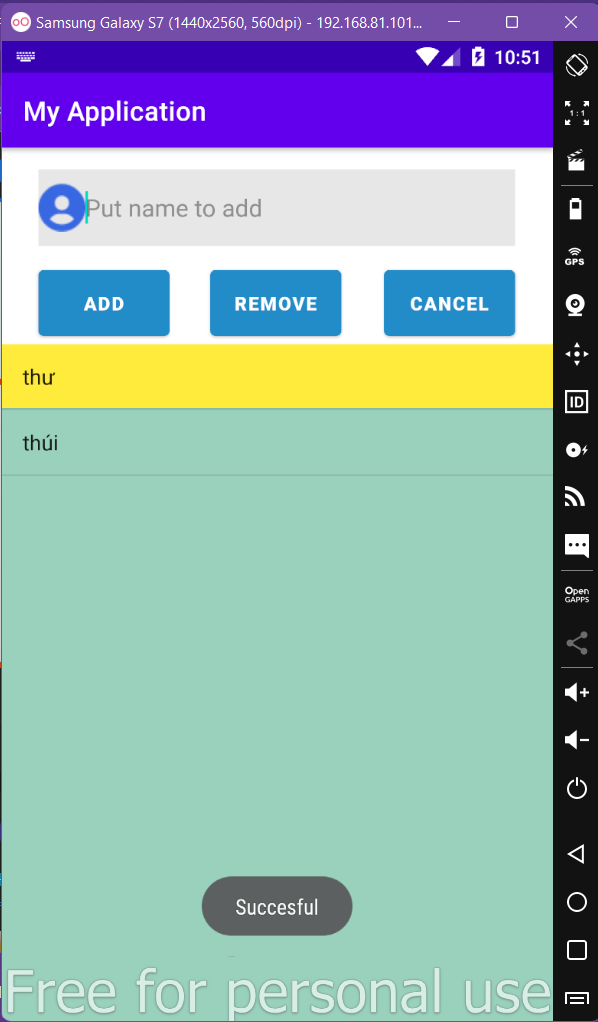 Samsung Galaxy S7 (1440x2560, 560dpi) - 192.168.81.101...
10:51
My Application
1:1
Put name to add
GPS
ADD REMOVE CANCEL
thư
ID
thúi
Open
GAPPS
Succesful
Free for personal use